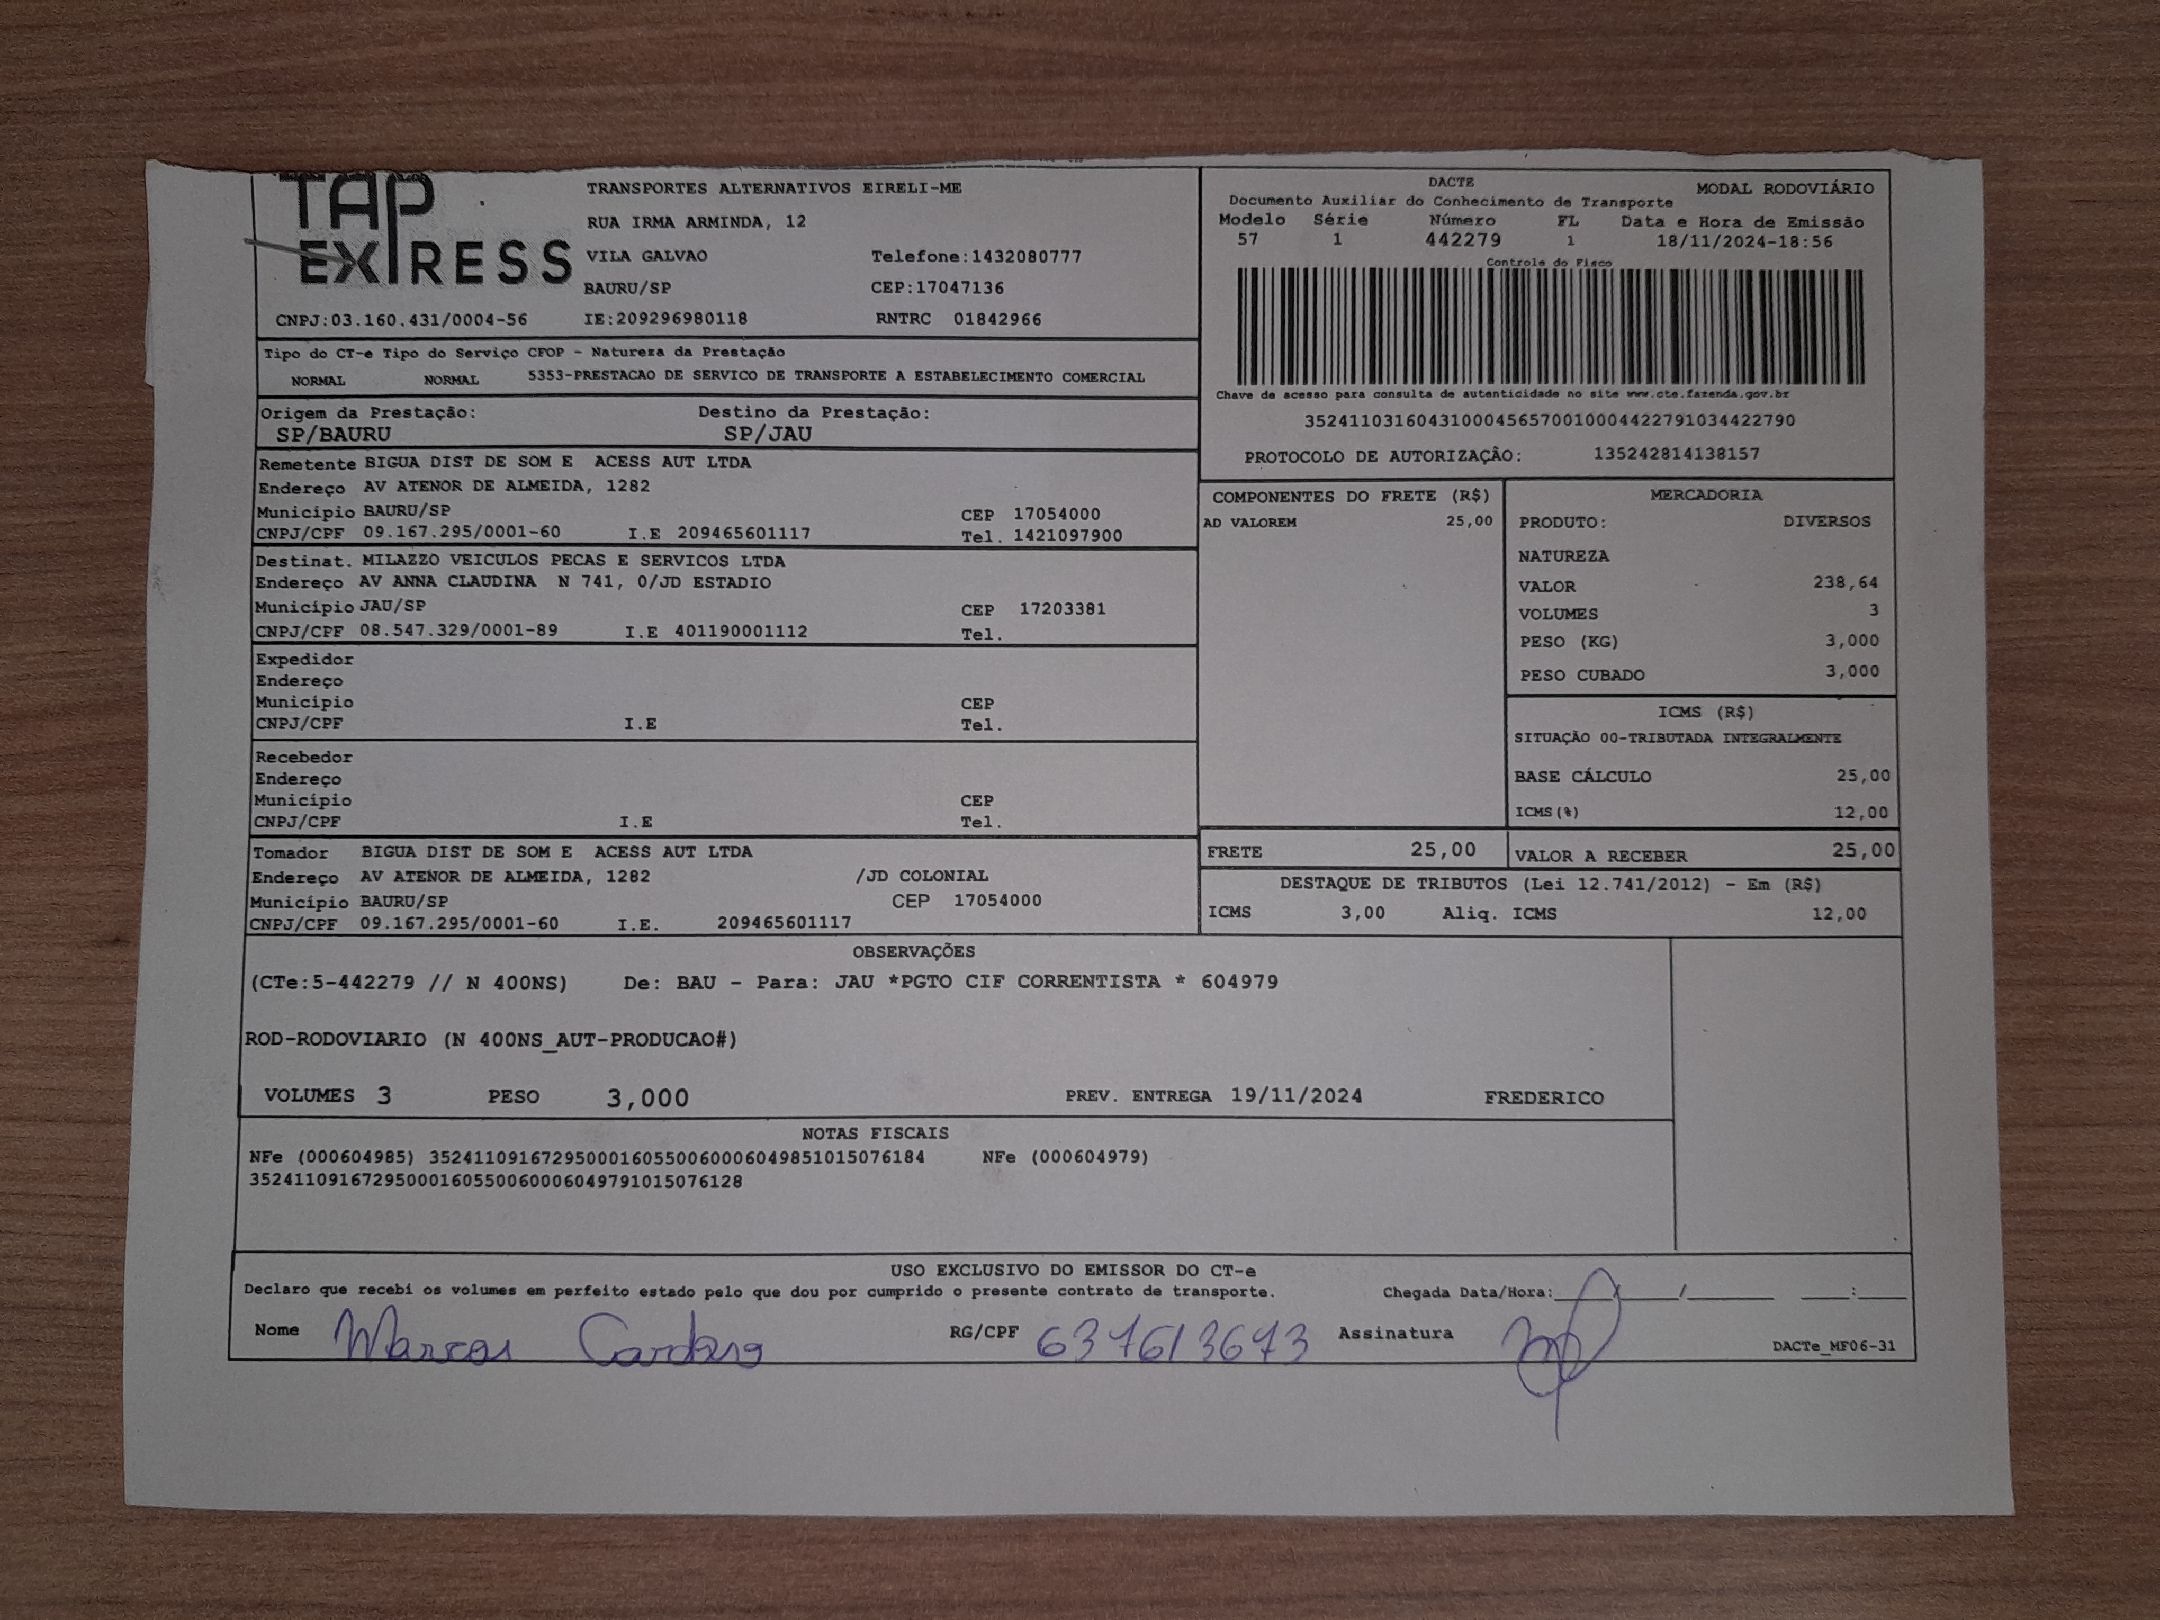 TAP
EXPRESS
TRANSPORTES ALTERNATIVOS EIRELI-ME
RUA IRMA ARMINDA, 12
VILA GALVAO Telefone:1432080777
BAURU/SP CEP:17047136
CNPJ:03.160.431/0004-56 IE:209296980118 RNTRC 01842966
DACTE MODAL RODOVIÁRIO
Documento Auxiliar do Conhecimento de Transporte
Modelo Série Número FL Data e Hora de Emissão
57 1 442279 1 18/11/2024-18:56
Controle do Fisco
Chave de acesso para consulta de autenticidade no site www.cte.fazenda.gov.br
35241103160431000456570010004422791034422790
PROTOCOLO DE AUTORIZAÇÃO: 135242814138157
Tipo do CT-e Tipo do Serviço CFOP - Natureza da Prestação
NORMAL NORMAL 5353-PRESTACAO DE SERVICO DE TRANSPORTE A ESTABELECIMENTO COMERCIAL
Origem da Prestação: Destino da Prestação:
SP/BAURU SP/JAU
Remetente BIGUA DIST DE SOM E ACESS AUT LTDA
Endereço AV ATENOR DE ALMEIDA, 1282
Município BAURU/SP CEP 17054000
CNPJ/CPF 09.167.295/0001-60 I.E 209465601117 Tel. 1421097900
Destinat. MILAZZO VEICULOS PECAS E SERVICOS LTDA
Endereço AV ANNA CLAUDINA N 741, 0/JD ESTADIO
Município JAU/SP CEP 17203381
CNPJ/CPF 08.547.329/0001-89 I.E 401190001112 Tel.
Expedidor
Endereço
Município CEP
CNPJ/CPF I.E Tel.
Recebedor
Endereço
Município CEP
CNPJ/CPF I.E Tel.
Tomador BIGUA DIST DE SOM E ACESS AUT LTDA
Endereço AV ATENOR DE ALMEIDA, 1282 /JD COLONIAL
Município BAURU/SP CEP 17054000
CNPJ/CPF 09.167.295/0001-60 I.E. 209465601117
COMPONENTES DO FRETE (R$)
AD VALOREM 25,00
MERCADORIA
PRODUTO: DIVERSOS
NATUREZA
VALOR 238,64
VOLUMES 3
PESO (KG) 3,000
PESO CUBADO 3,000
ICMS (R$)
SITUAÇÃO 00-TRIBUTADA INTEGRALMENTE
BASE CÁLCULO 25,00
ICMS(%) 12,00
FRETE 25,00 VALOR A RECEBER 25,00
DESTAQUE DE TRIBUTOS (Lei 12.741/2012) - Em (R$)
ICMS 3,00 Aliq. ICMS 12,00
OBSERVAÇÕES
(CTe:5-442279 // N 400NS) De: BAU - Para: JAU *PGTO CIF CORRENTISTA * 604979
ROD-RODOVIARIO (N 400NS_AUT-PRODUCAO#)
VOLUMES 3 PESO 3,000 PREV. ENTREGA 19/11/2024 FREDERICO
NOTAS FISCAIS
NFe (000604985) 35241109167295000160550060006049851015076184 NFe (000604979)
35241109167295000160550060006049791015076128
USO EXCLUSIVO DO EMISSOR DO CT-e
Declaro que recebi os volumes em perfeito estado pelo que dou por cumprido o presente contrato de transporte. Chegada Data/Hora:____/____/____ __:__
Nome Marcos RG/CPF 637613673 Assinatura
DACTe_MF06-31